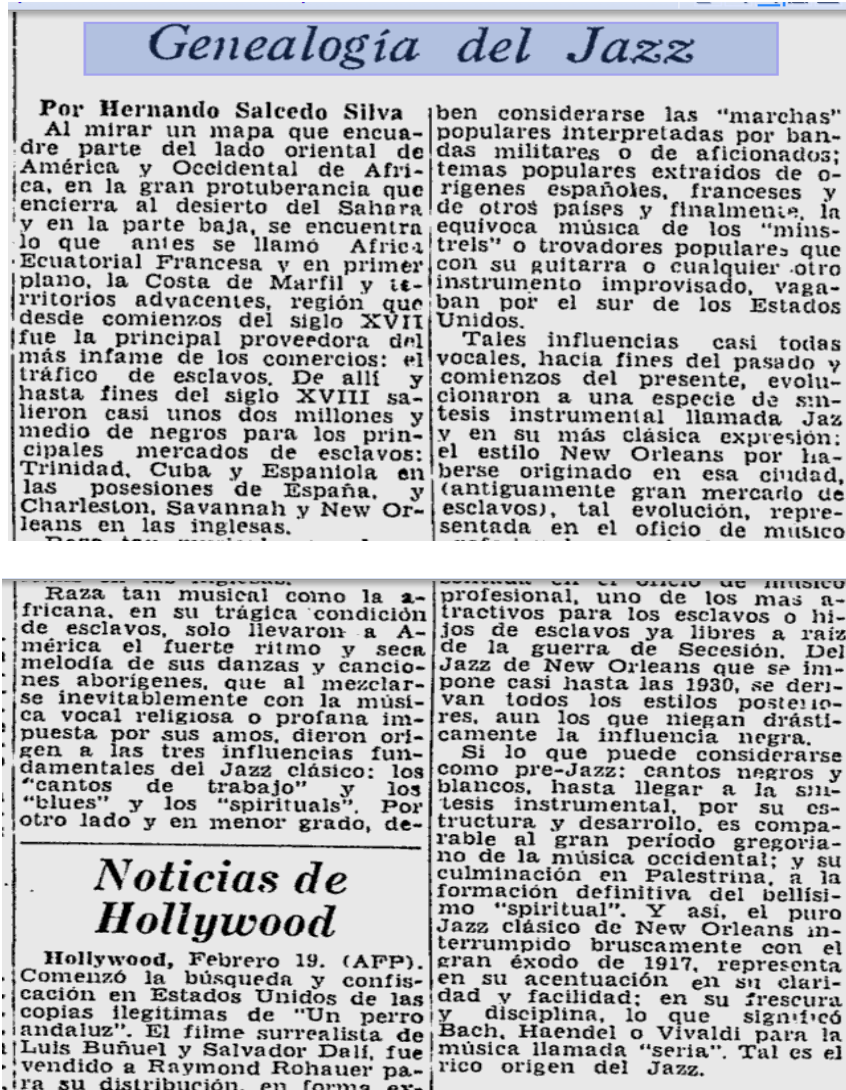 Genealogía del Jazz
Por Hernando Salcedo Silva
Al mirar un mapa que encua-
dre parte del lado oriental de
América y Occidental de Afri-
ca, en la gran protuberancia que
encierra al desierto del Sahara
y en la parte baja, se encuentra
lo que antes se llamó Africa
Ecuatorial Francesa y en primer
plano, la Costa de Marfil y te-
rritorios advacentes, región que
desde comienzos del siglo XVII
fue la principal proveedora del
más infame de los comercios: el
tráfico de esclavos. De allí y
hasta fines del siglo XVIII sa-
lieron casi unos dos millones y
medio de negros para los prin-
cipales mercados de esclavos:
Trinidad, Cuba y Espaniola en
las posesiones de España, y
Charleston, Savannah y New Or-
leans en las inglesas.
Raza tan musical como la a-
fricana, en su trágica condición
de esclavos, solo llevaron a A-
mérica el fuerte ritmo y seca
melodía de sus danzas y cancio-
nes aborígenes, que al mezclar-
se inevitablemente con la músi-
ca vocal religiosa o profana im-
puesta por sus amos, dieron ori-
gen a las tres influencias fun-
damentales del Jazz clásico: los
"cantos de trabajo" y los
"blues" y los "spirituals". Por
otro lado y en menor grado, de-
ben considerarse las "marchas"
populares interpretadas por ban-
das militares o de aficionados;
temas populares extraídos de o-
rígenes españoles, franceses y
de otros países y finalmente, la
equívoca música de los "mins-
trels" o trovadores populares que
con su guitarra o cualquier otro
instrumento improvisado, vaga-
ban por el sur de los Estados
Unidos.
Tales influencias casi todas
vocales, hacia fines del pasado y
comienzos del presente, evolu-
cionaron a una especie de sín-
tesis instrumental llamada Jaz
y en su más clásica expresión:
el estilo New Orleans por ha-
berse originado en esa ciudad,
(antiguamente gran mercado de
esclavos), tal evolución, repre-
sentada en el oficio de músico
profesional, uno de los mas a-
tractivos para los esclavos o hi-
jos de esclavos ya libres a raíz
de la guerra de Secesión. Del
Jazz de New Orleans que se im-
pone casi hasta las 1930, se deri-
van todos los estilos posterio-
res, aun los que niegan drásti-
camente la influencia negra.
Si lo que puede considerarse
como pre-Jazz: cantos negros y
blancos, hasta llegar a la sín-
tesis instrumental, por su es-
tructura y desarrollo, es compa-
rable al gran período gregoria-
no de la música occidental; y su
culminación en Palestrina, a la
formación definitiva del bellísi-
mo "spiritual". Y así, el puro
Jazz clásico de New Orleans in-
terrumpido bruscamente con el
gran éxodo de 1917, representa
en su acentuación en su clari-
dad y facilidad; en su frescura
y disciplina, lo que significó
Bach, Haendel o Vivaldi para la
música llamada "seria". Tal es el
rico origen del Jazz.
Noticias de
Hollywood
Hollywood, Febrero 19. (AFP).
Comenzó la búsqueda y confis-
cación en Estados Unidos de las
copias ilegítimas de "Un perro
andaluz". El filme surrealista de
Luis Buñuel y Salvador Dalí, fue
vendido a Raymond Rohauer pa-
ra su distribución, en forma ex-